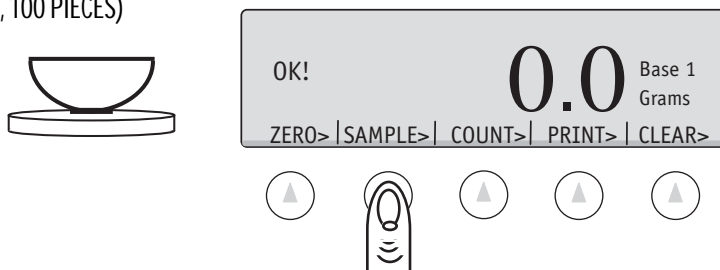 , 100 PIECES)
OK!
0.0
Base 1
Grams
ZERO> SAMPLE> COUNT> PRINT> CLEAR>